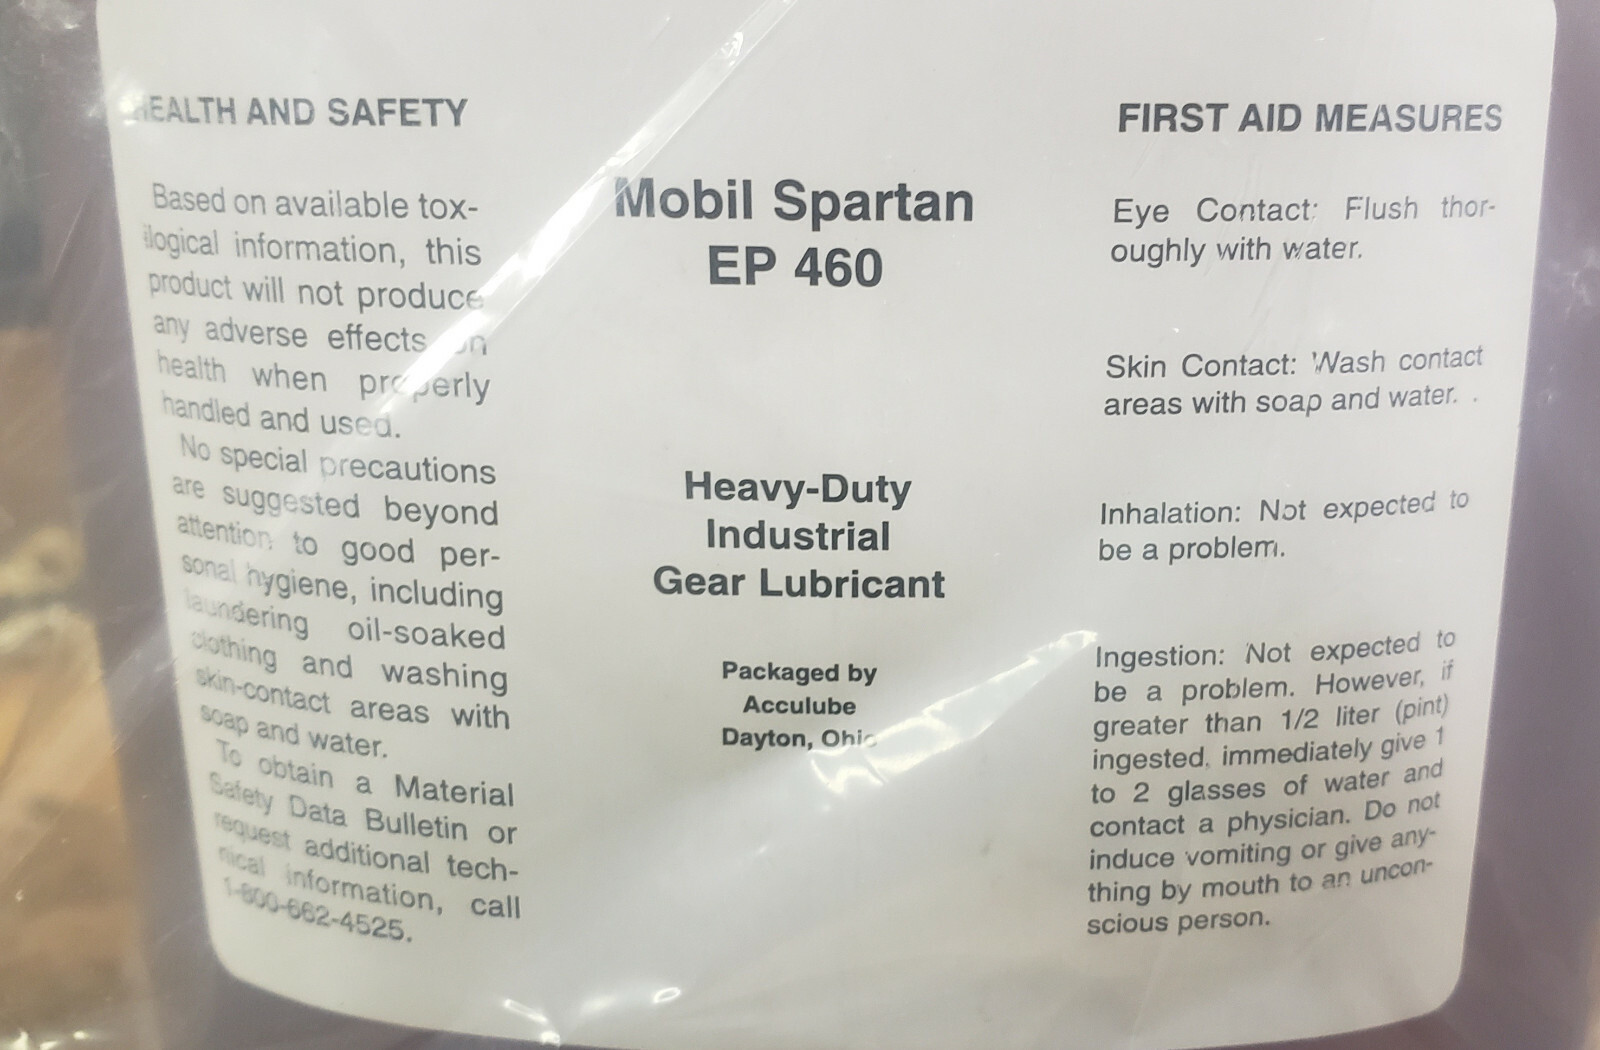 HEALTH AND SAFETY
Based on available tox-
ilogical information, this
product will not produce
any adverse effects on
health when properly
handled and used.
No special precautions
are suggested beyond
attention to good per-
sonal hygiene, including
laundering oil-soaked
clothing and washing
skin-contact areas with
soap and water.
To obtain a Material
Safety Data Bulletin or
request additional tech-
nical information, call
1-800-662-4525.
Mobil Spartan
EP 460
Heavy-Duty
Industrial
Gear Lubricant
Packaged by
Acculube
Dayton, Ohio
FIRST AID MEASURES
Eye Contact: Flush thor-
oughly with water.
Skin Contact: Wash contact
areas with soap and water. .
Inhalation: Not expected to
be a problem.
Ingestion: Not expected to
be a problem. However, if
greater than 1/2 liter (pint)
ingested, immediately give 1
to 2 glasses of water and
contact a physician. Do not
induce vomiting or give any-
thing by mouth to an uncon-
scious person.